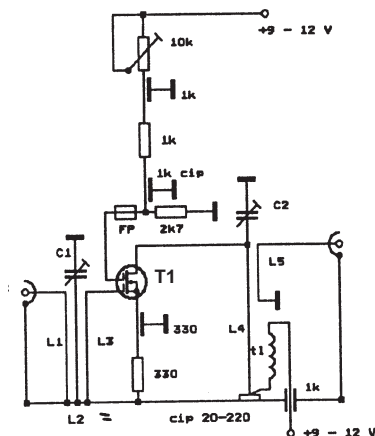 +9 - 12 V
10k
1k
1k
1k cip
C2
FP
2k7
C1
T1
L5
L1
L3
330
L4
t1
330
1k
L2
cip 20-220
+9 - 12 V